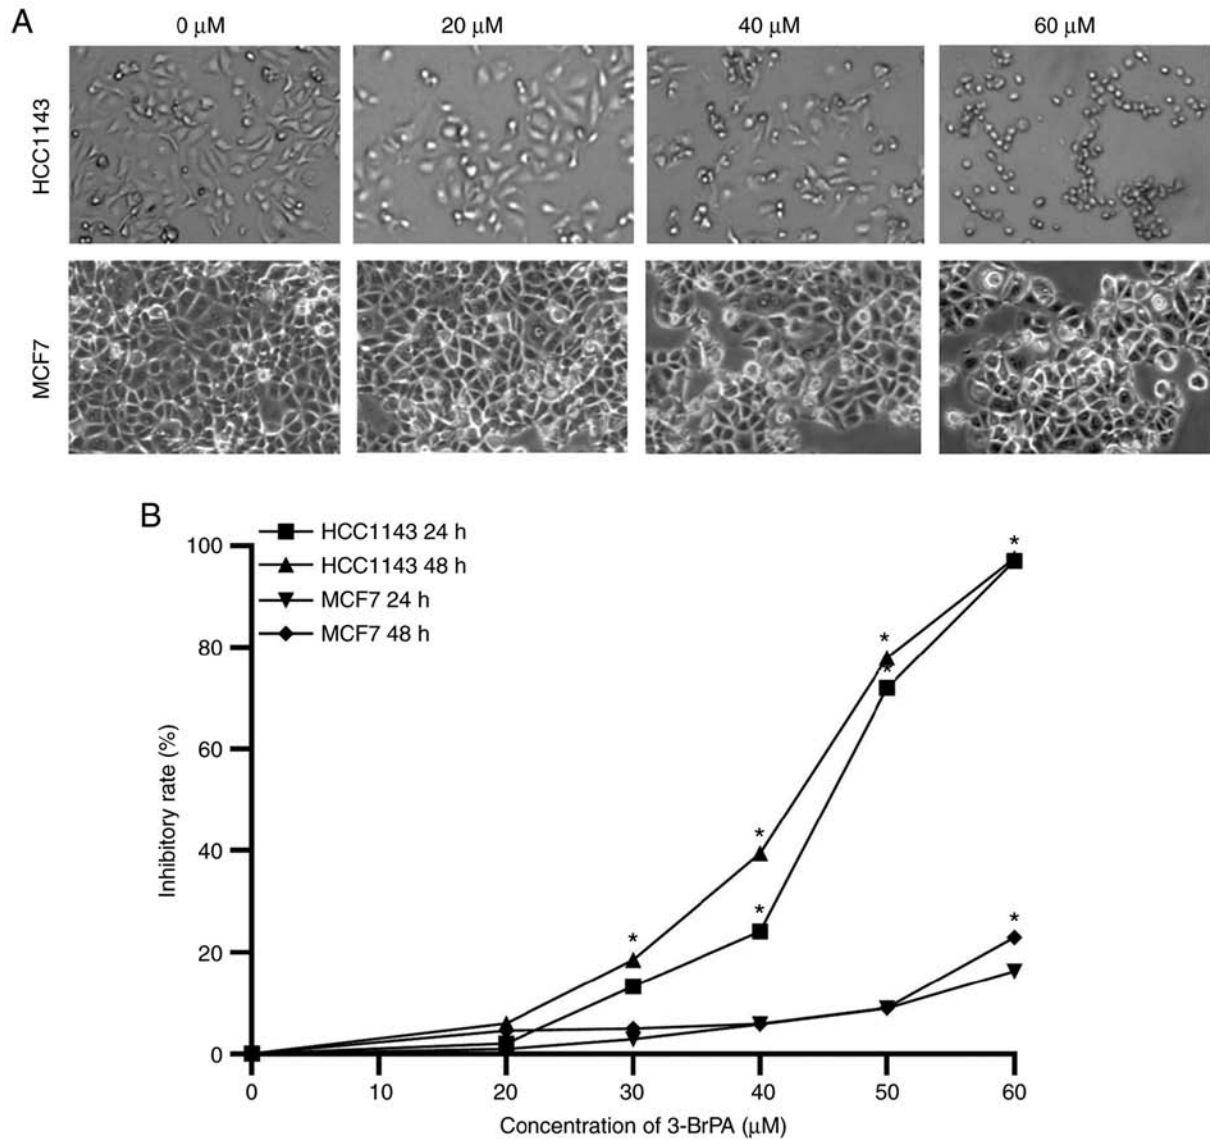 A
0 μM 20 μM 40 μM 60 μM
HCC1143
MCF7
B
HCC1143 24 h
HCC1143 48 h
MCF7 24 h
MCF7 48 h
100
80
60
40
20
0
Inhibitory rate (%)
* * * * * * *
0 10 20 30 40 50 60
Concentration of 3-BrPA (μM)